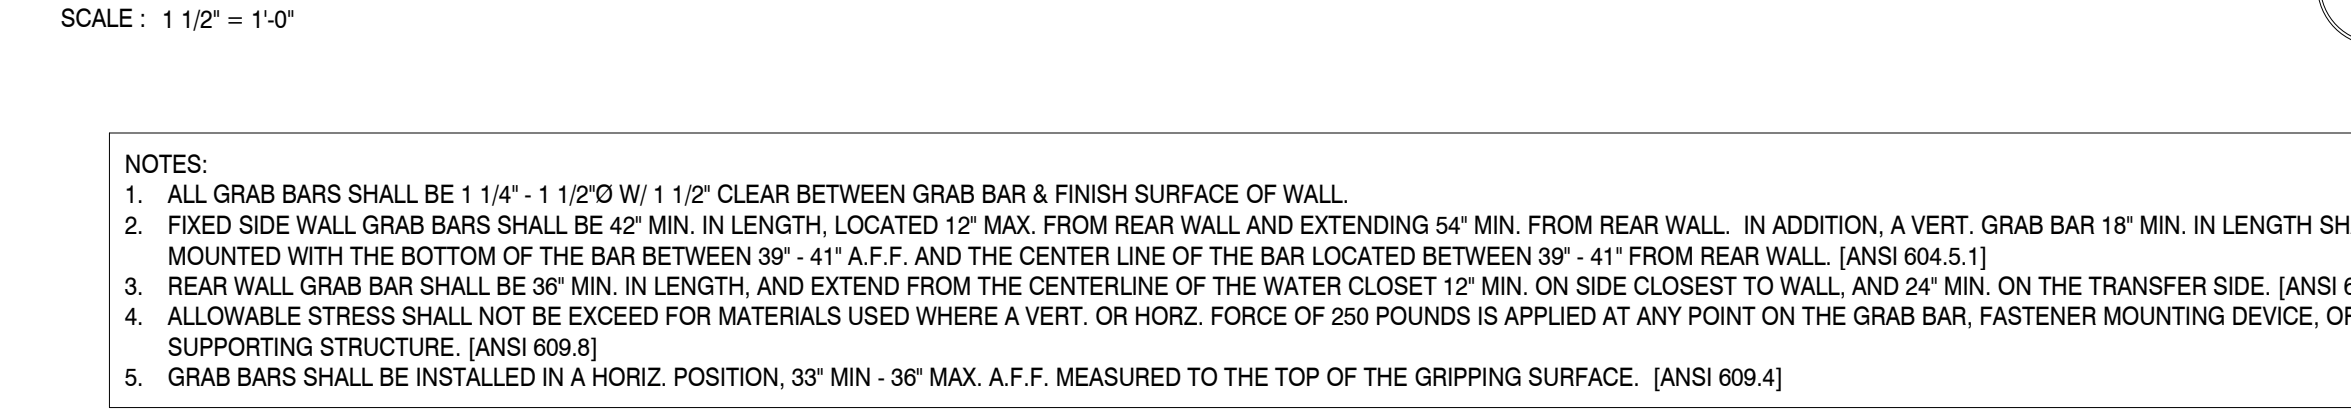 SCALE : 1 1/2" = 1'-0"
NOTES:
1. ALL GRAB BARS SHALL BE 1 1/4" - 1 1/2"Ø W/ 1 1/2" CLEAR BETWEEN GRAB BAR & FINISH SURFACE OF WALL.
2. FIXED SIDE WALL GRAB BARS SHALL BE 42" MIN. IN LENGTH, LOCATED 12" MAX. FROM REAR WALL AND EXTENDING 54" MIN. FROM REAR WALL. IN ADDITION, A VERT. GRAB BAR 18" MIN. IN LENGTH
MOUNTED WITH THE BOTTOM OF THE BAR BETWEEN 39" - 41" A.F.F. AND THE CENTER LINE OF THE BAR LOCATED BETWEEN 39" - 41" FROM REAR WALL. [ANSI 604.5.1]
3. REAR WALL GRAB BAR SHALL BE 36" MIN. IN LENGTH, AND EXTEND FROM THE CENTERLINE OF THE WATER CLOSET 12" MIN. ON SIDE CLOSEST TO WALL, AND 24" MIN. ON THE TRANSFER SIDE. [ANSI
4. ALLOWABLE STRESS SHALL NOT BE EXCEED FOR MATERIALS USED WHERE A VERT. OR HORZ. FORCE OF 250 POUNDS IS APPLIED AT ANY POINT ON THE GRAB BAR, FASTENER MOUNTING DEVICE, OR
SUPPORTING STRUCTURE. [ANSI 609.8]
5. GRAB BARS SHALL BE INSTALLED IN A HORIZ. POSITION, 33" MIN - 36" MAX. A.F.F. MEASURED TO THE TOP OF THE GRIPPING SURFACE. [ANSI 609.4]